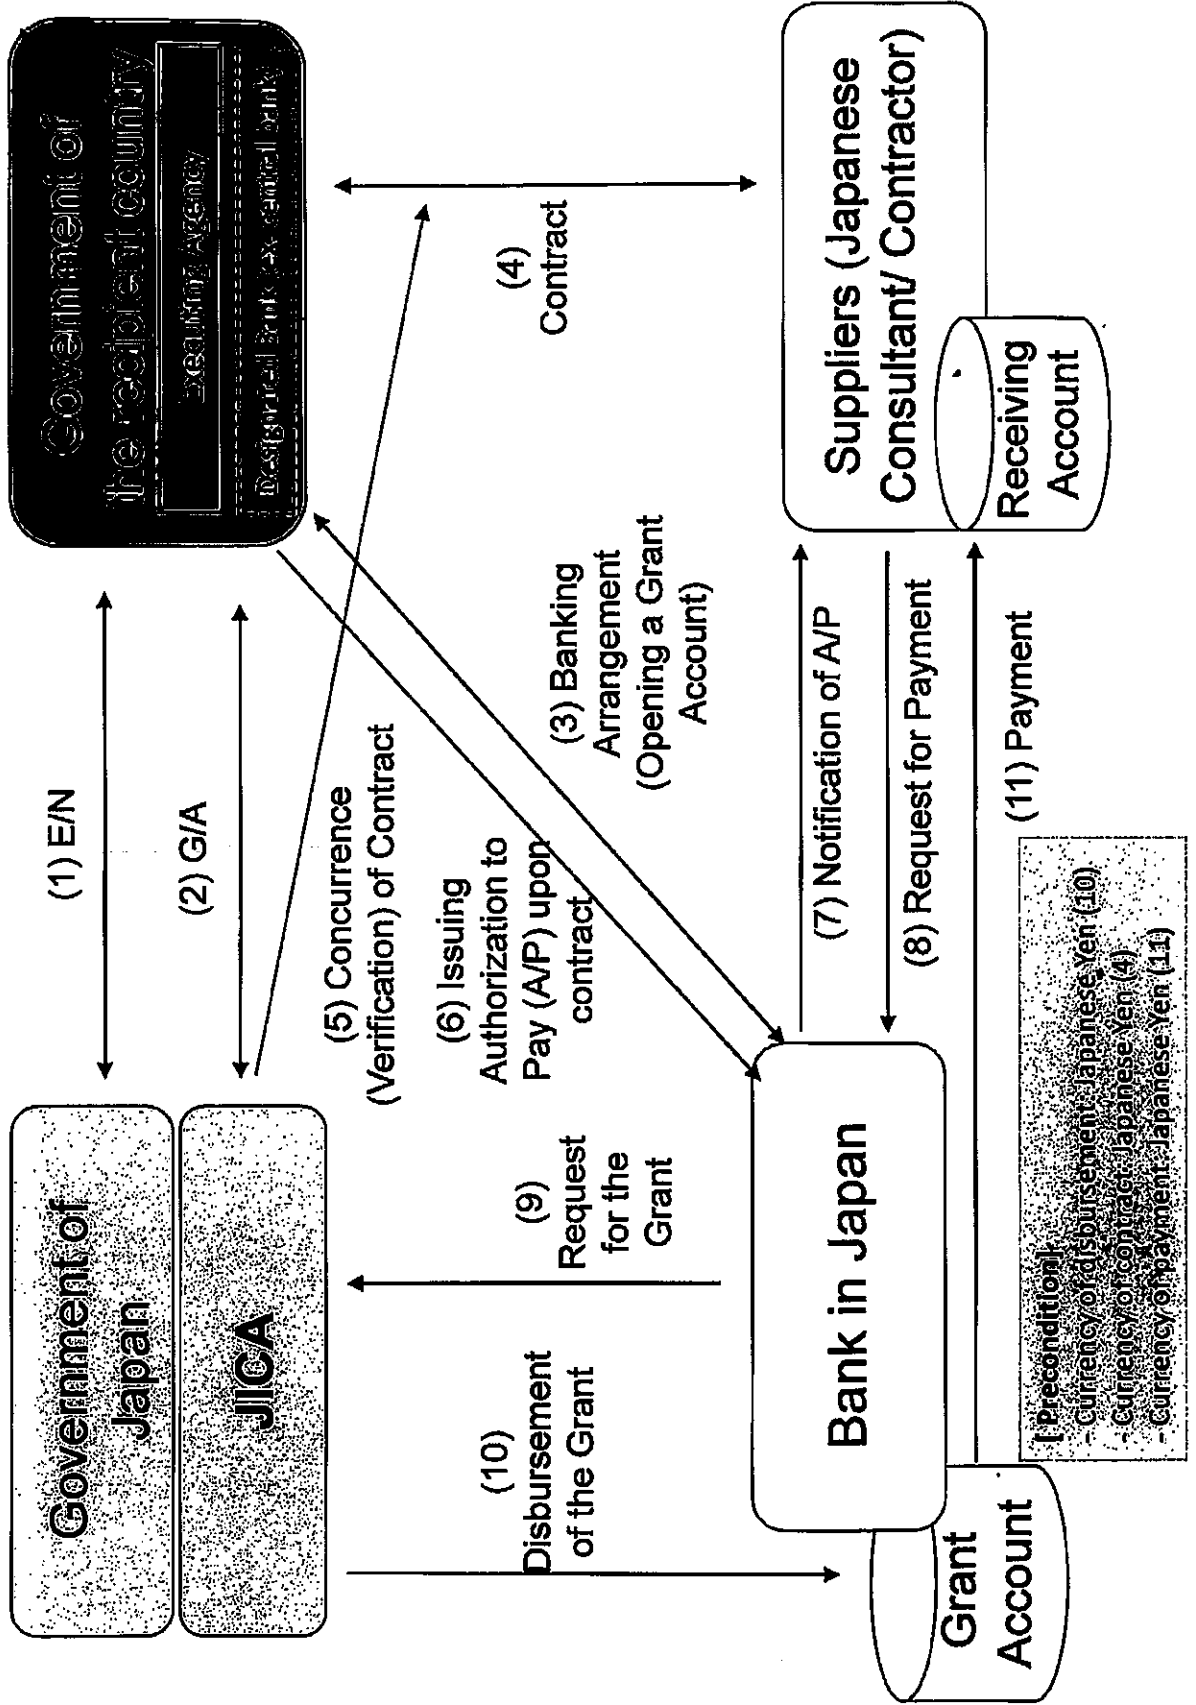 Government of
Japan
JICA
Government of
the recipient country
Executing Agency
Designated Bank (ex. central bank)
(1) E/N
(2) G/A
(5) Concurrence
(Verification) of Contract
(6) Issuing
Authorization to
Pay (A/P) upon
contract
(4)
Contract
(3) Banking
Arrangement
(Opening a Grant
Account)
(10)
Disbursement
of the Grant
(9)
Request
for the
Grant
Bank in Japan
Grant
Account
(7) Notification of A/P
(8) Request for Payment
(11) Payment
Suppliers (Japanese
Consultant/ Contractor)
Receiving
Account
[Precondition]
- Currency of disbursement: Japanese Yen (10)
- Currency of contract: Japanese Yen (4)
- Currency of payment: Japanese Yen (11)